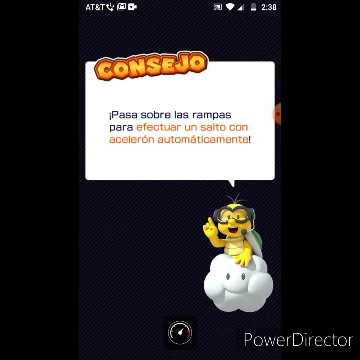 AT&T 2:38
CONSEJO
¡Pasa sobre las rampas
para efectuar un salto con
acelerón automáticamente!
PowerDirector